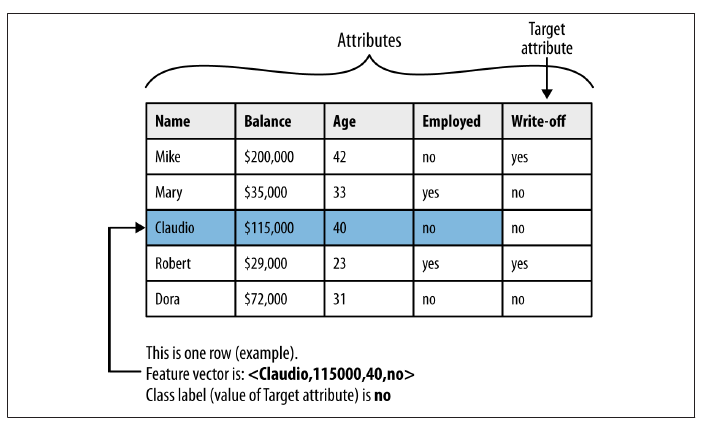 Attributes
Target
attribute
Name Balance Age Employed Write-off
Mike $200,000 42 no yes
Mary $35,000 33 yes no
Claudio $115,000 40 no no
Robert $29,000 23 yes yes
Dora $72,000 31 no no
This is one row (example).
Feature vector is: <Claudio,115000,40,no>
Class label (value of Target attribute) is no